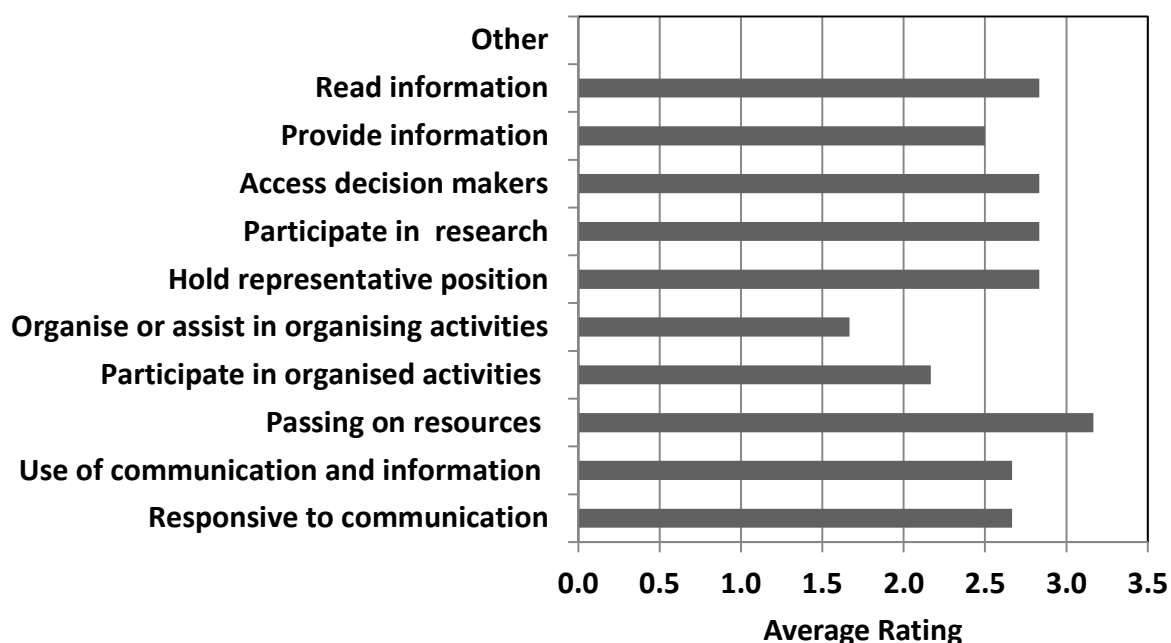 Other
Read information
Provide information
Access decision makers
Participate in  research
Hold representative position
Organise or assist in organising activities
Participate in organised activities
Passing on resources
Use of communication and information
Responsive to communication
0.0 0.5 1.0 1.5 2.0 2.5 3.0 3.5
Average Rating